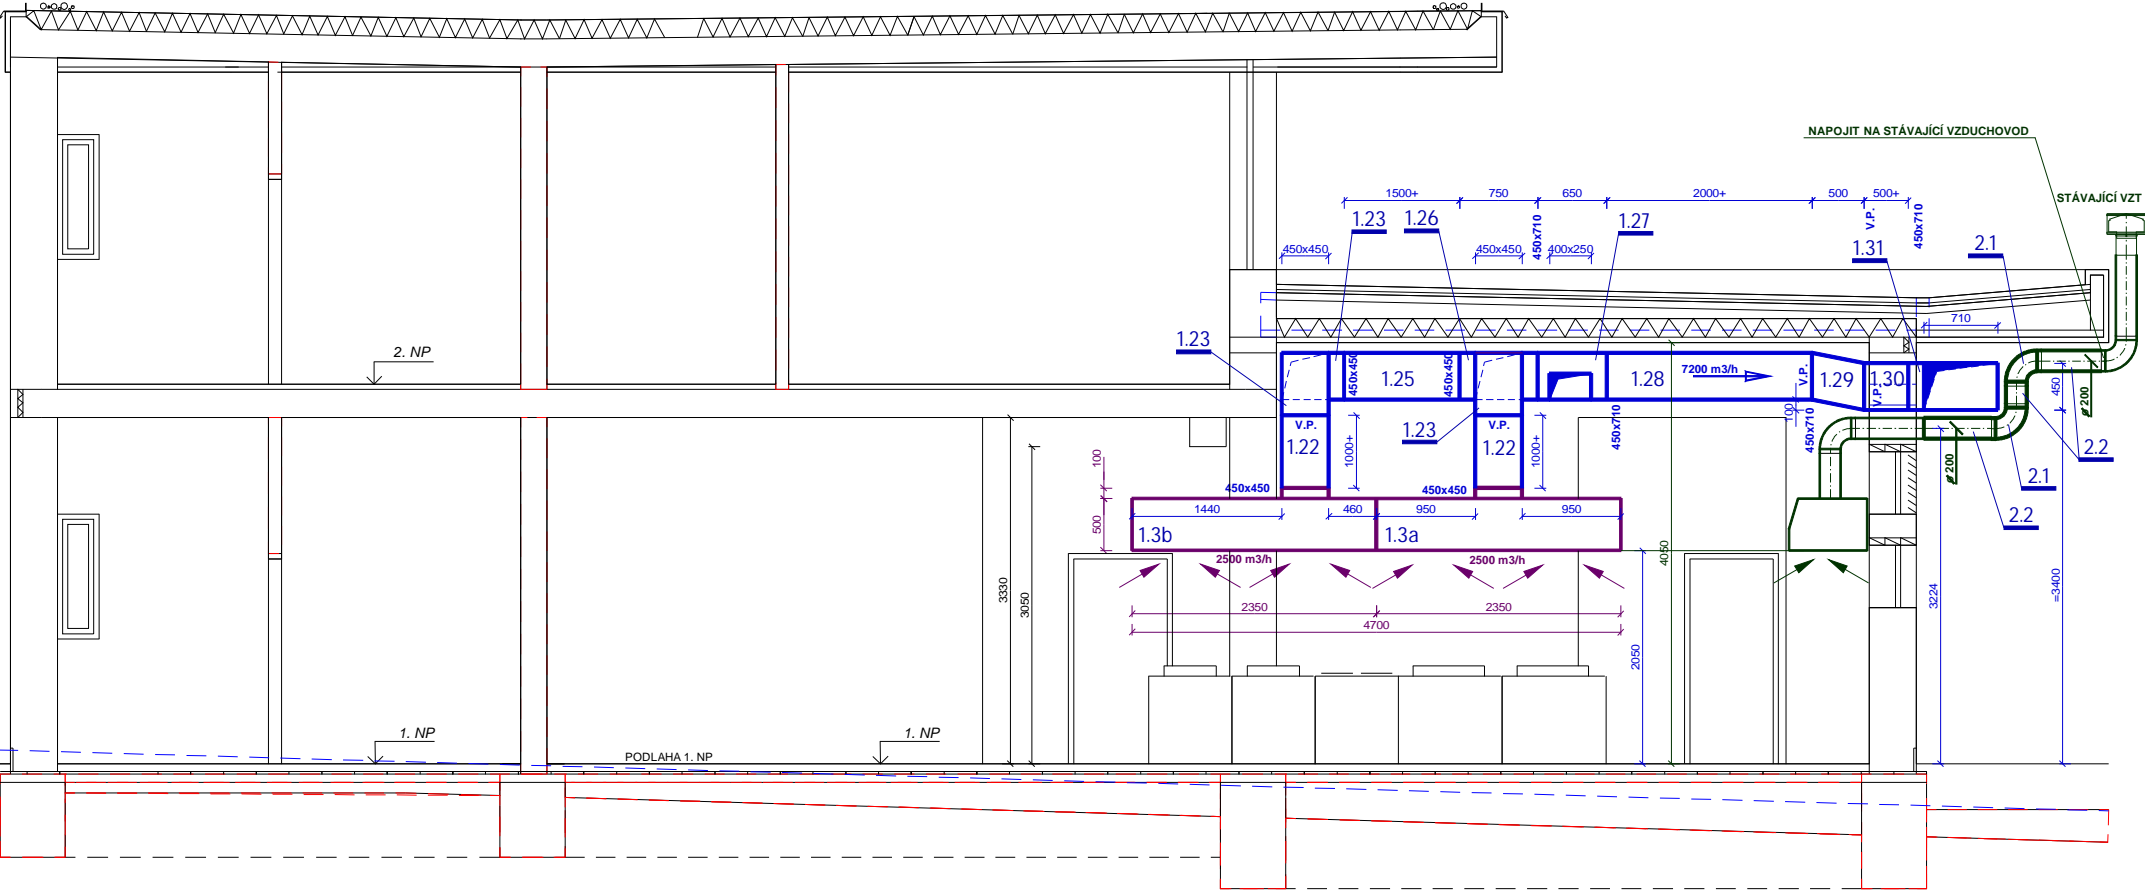 NAPOJIT NA STÁVAJÍCÍ VZDUCHOVOD
STÁVAJÍCÍ VZT
1500+
750
650
2000+
500
500+
1.23
1.26
450x710
1.27
V.P.
450x710
450x450
450x450
400x250
1.31
2.1
710
1.23
2. NP
450x450
1.25
450x450
1.28
7200 m3/h
V.P.
1.29
1.30
V.P.
450
ø 200
100
450x710
450x710
V.P.
1.22
1000+
1.23
V.P.
1.22
1000+
2.2
ø 200
2.1
2.2
100
450x450
450x450
500
1440
460
950
950
1.3b
1.3a
2500 m3/h
2500 m3/h
4050
3330
3050
2350
2350
4700
3224
=3400
2050
1. NP
1. NP
PODLAHA 1. NP